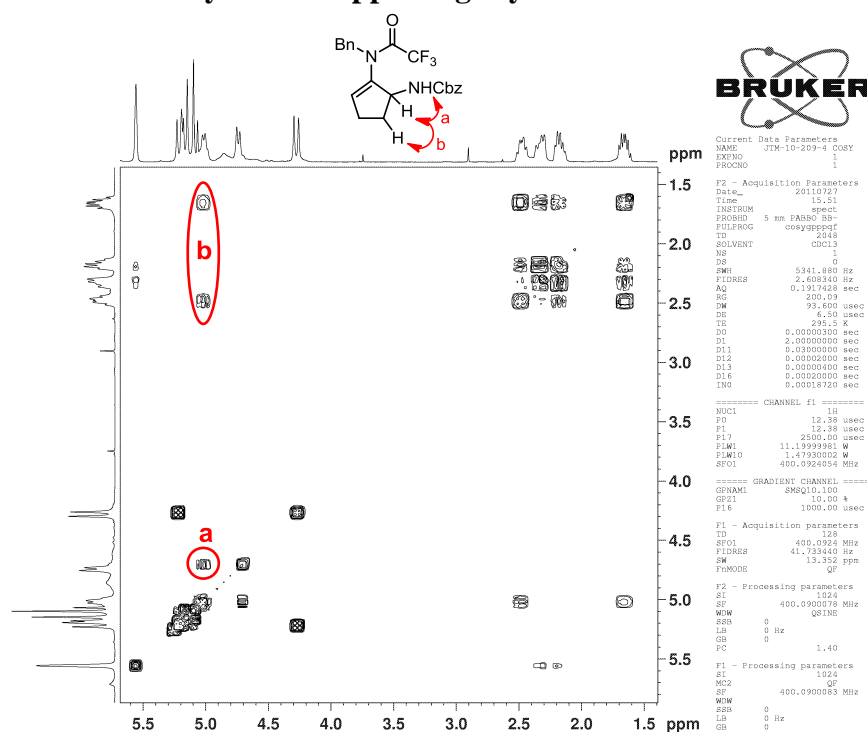 O
Bn
N
CF3
NHCbz
H
a
H
b
BRUKER
ppm
1.5
2.0
2.5
3.0
3.5
4.0
4.5
5.0
5.5
b
a
5.5 5.0 4.5 4.0 3.5 3.0 2.5 2.0 1.5 ppm
Current Data Parameters
NAME JTM-10-209-4 COSY
EXPNO 1
PROCNO 1
F2 - Acquisition Parameters
Date_ 20110727
Time 15.51
INSTRUM spect
PROBHD 5 mm PABBO BB-
PULPROG cosygpppqf
TD 2048
SOLVENT CDCl3
NS 1
DS 0
SWH 5341.880 Hz
FIDRES 2.608340 Hz
AQ 0.1917428 sec
RG 200.09
DW 93.600 usec
DE 6.50 usec
TE 295.5 K
D0 0.00000300 sec
D1 2.00000000 sec
D11 0.03000000 sec
D12 0.00002000 sec
D13 0.00000400 sec
D16 0.00020000 sec
IN0 0.00018720 sec
======== CHANNEL f1 ========
NUC1 1H
P0 12.38 usec
P1 12.38 usec
P17 2500.00 usec
PLW1 11.19999981 W
PLW10 1.47930002 W
SFO1 400.0924054 MHz
====== GRADIENT CHANNEL =====
GPNAM1 SMSQ10.100
GPZ1 10.00 %
P16 1000.00 usec
F1 - Acquisition parameters
TD 128
SFO1 400.0924 MHz
FIDRES 41.733440 Hz
SW 13.352 ppm
FnMODE QF
F2 - Processing parameters
SI 1024
SF 400.0900078 MHz
WDW QSINE
SSB 0
LB 0 Hz
GB 0
PC 1.40
F1 - Processing parameters
SI 1024
MC2 QF
SF 400.0900083 MHz
WDW
SSB 0
LB 0 Hz
GB 0